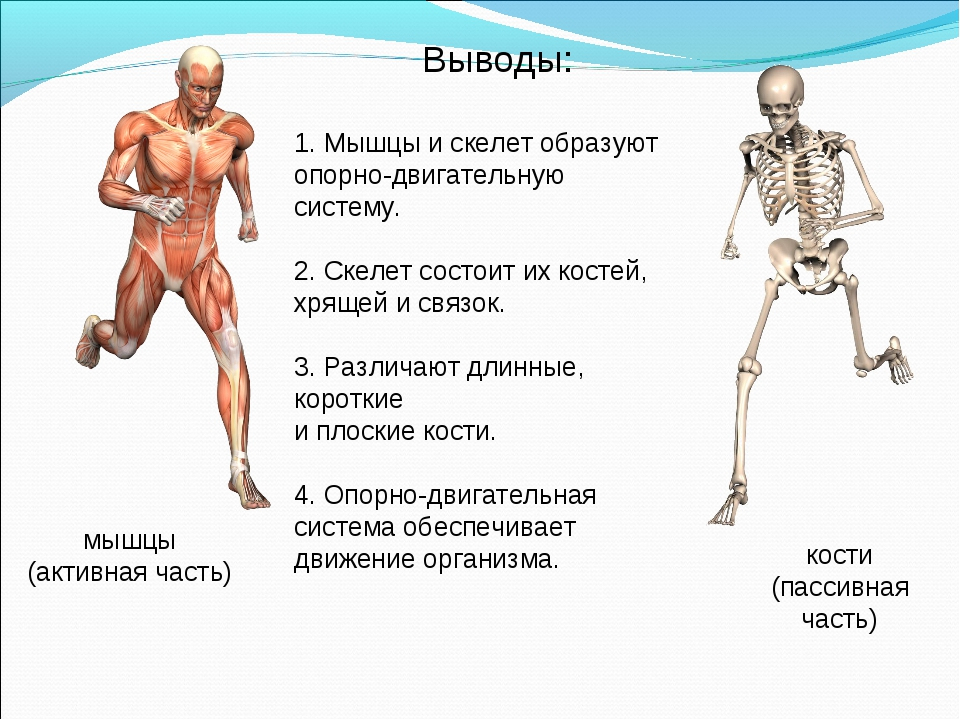 Выводы:
1. Мышцы и скелет образуют
опорно-двигательную
систему.
2. Скелет состоит их костей,
хрящей и связок.
3. Различают длинные,
короткие
и плоские кости.
4. Опорно-двигательная
система обеспечивает
движение организма.
мышцы
(активная часть)
кости
(пассивная
часть)